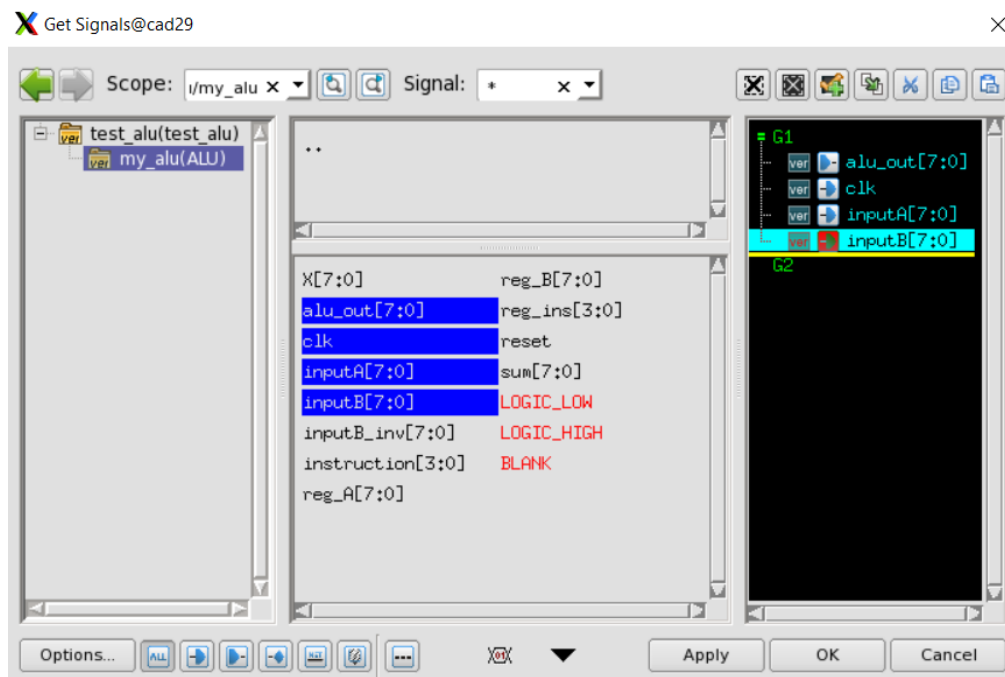 Get Signals@cad29
Scope: ı/my_alu Signal: *
test_alu(test_alu)
my_alu(ALU)
..
X[7:0]
alu_out[7:0]
clk
inputA[7:0]
inputB[7:0]
inputB_inv[7:0]
instruction[3:0]
reg_A[7:0]
reg_B[7:0]
reg_ins[3:0]
reset
sum[7:0]
LOGIC_LOW
LOGIC_HIGH
BLANK
G1
ver alu_out[7:0]
ver clk
ver inputA[7:0]
ver inputB[7:0]
G2
Options... ALL Apply OK Cancel